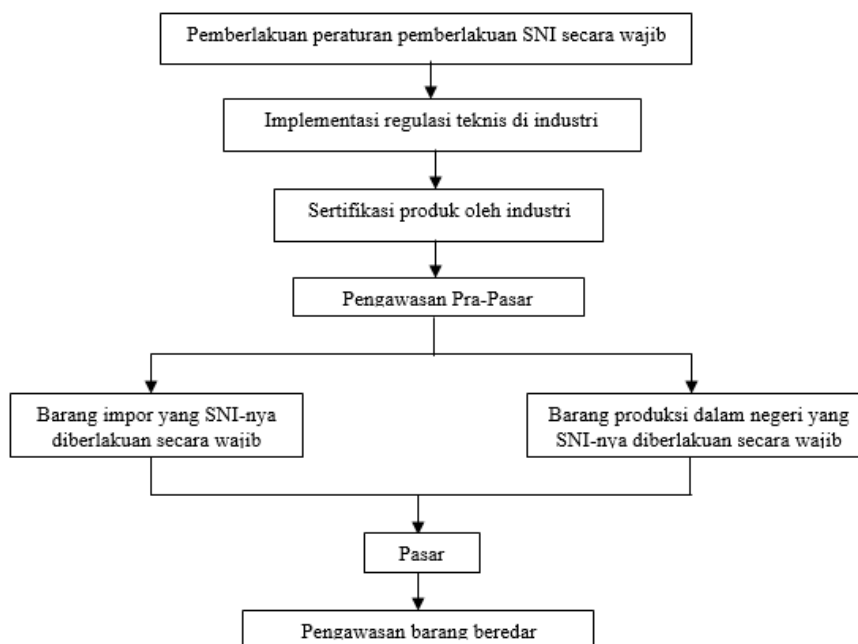 Pemberlakuan peraturan pemberlakuan SNI secara wajib
Implementasi regulasi teknis di industri
Sertifikasi produk oleh industri
Pengawasan Pra-Pasar
Barang impor yang SNI-nya
diberlakuan secara wajib
Barang produksi dalam negeri yang
SNI-nya diberlakuan secara wajib
Pasar
Pengawasan barang beredar